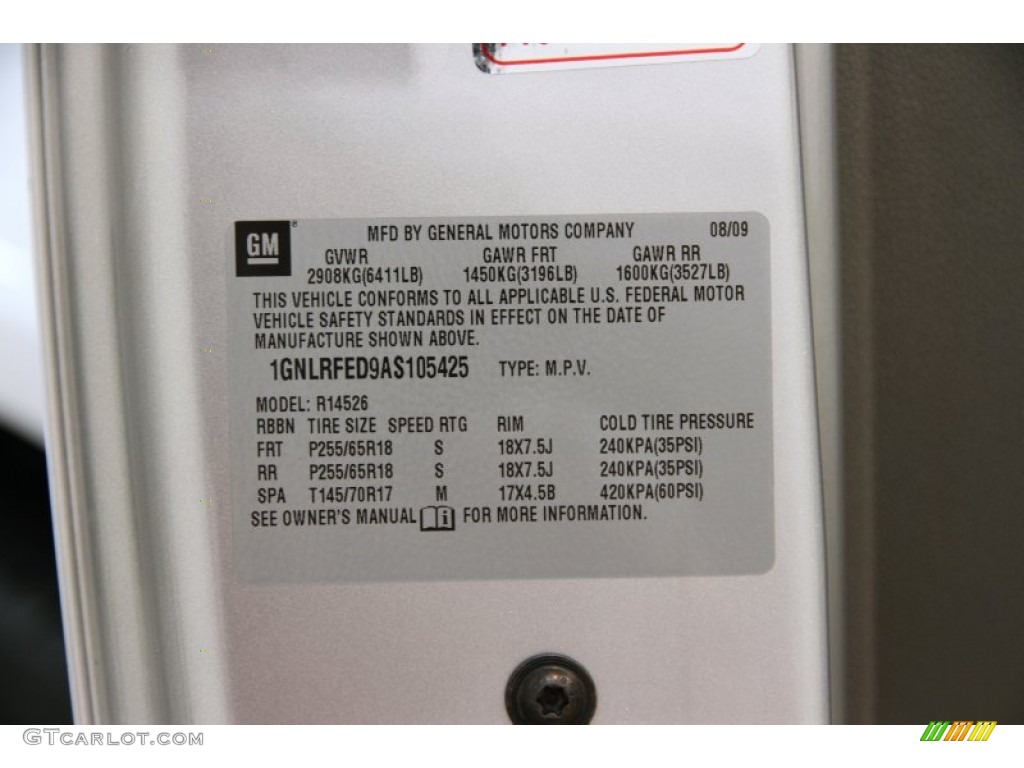 GM ® MFD BY GENERAL MOTORS COMPANY 08/09
GVWR GAWR FRT GAWR RR
2908KG(6411LB) 1450KG(3196LB) 1600KG(3527LB)
THIS VEHICLE CONFORMS TO ALL APPLICABLE U.S. FEDERAL MOTOR
VEHICLE SAFETY STANDARDS IN EFFECT ON THE DATE OF
MANUFACTURE SHOWN ABOVE.
1GNLRFED9AS105425 TYPE: M.P.V.
MODEL: R14526
RBBN TIRE SIZE SPEED RTG RIM COLD TIRE PRESSURE
FRT P255/65R18 S 18X7.5J 240KPA(35PSI)
RR P255/65R18 S 18X7.5J 240KPA(35PSI)
SPA T145/70R17 M 17X4.5B 420KPA(60PSI)
SEE OWNER'S MANUAL i FOR MORE INFORMATION.
GTcarlot.com